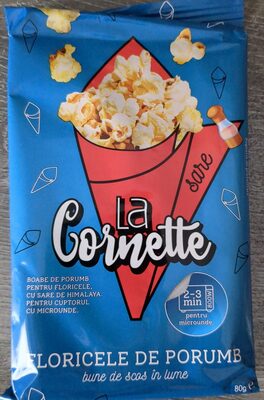 sare
La
Cornette
BOABE DE PORUMB
PENTRU FLORICELE,
CU SARE DE HIMALAYA
PENTRU CUPTORUL
CU MICROUNDE.
2-3
min
pentru
microunde
FLORICELE DE PORUMB
bune de scos în lume
80g